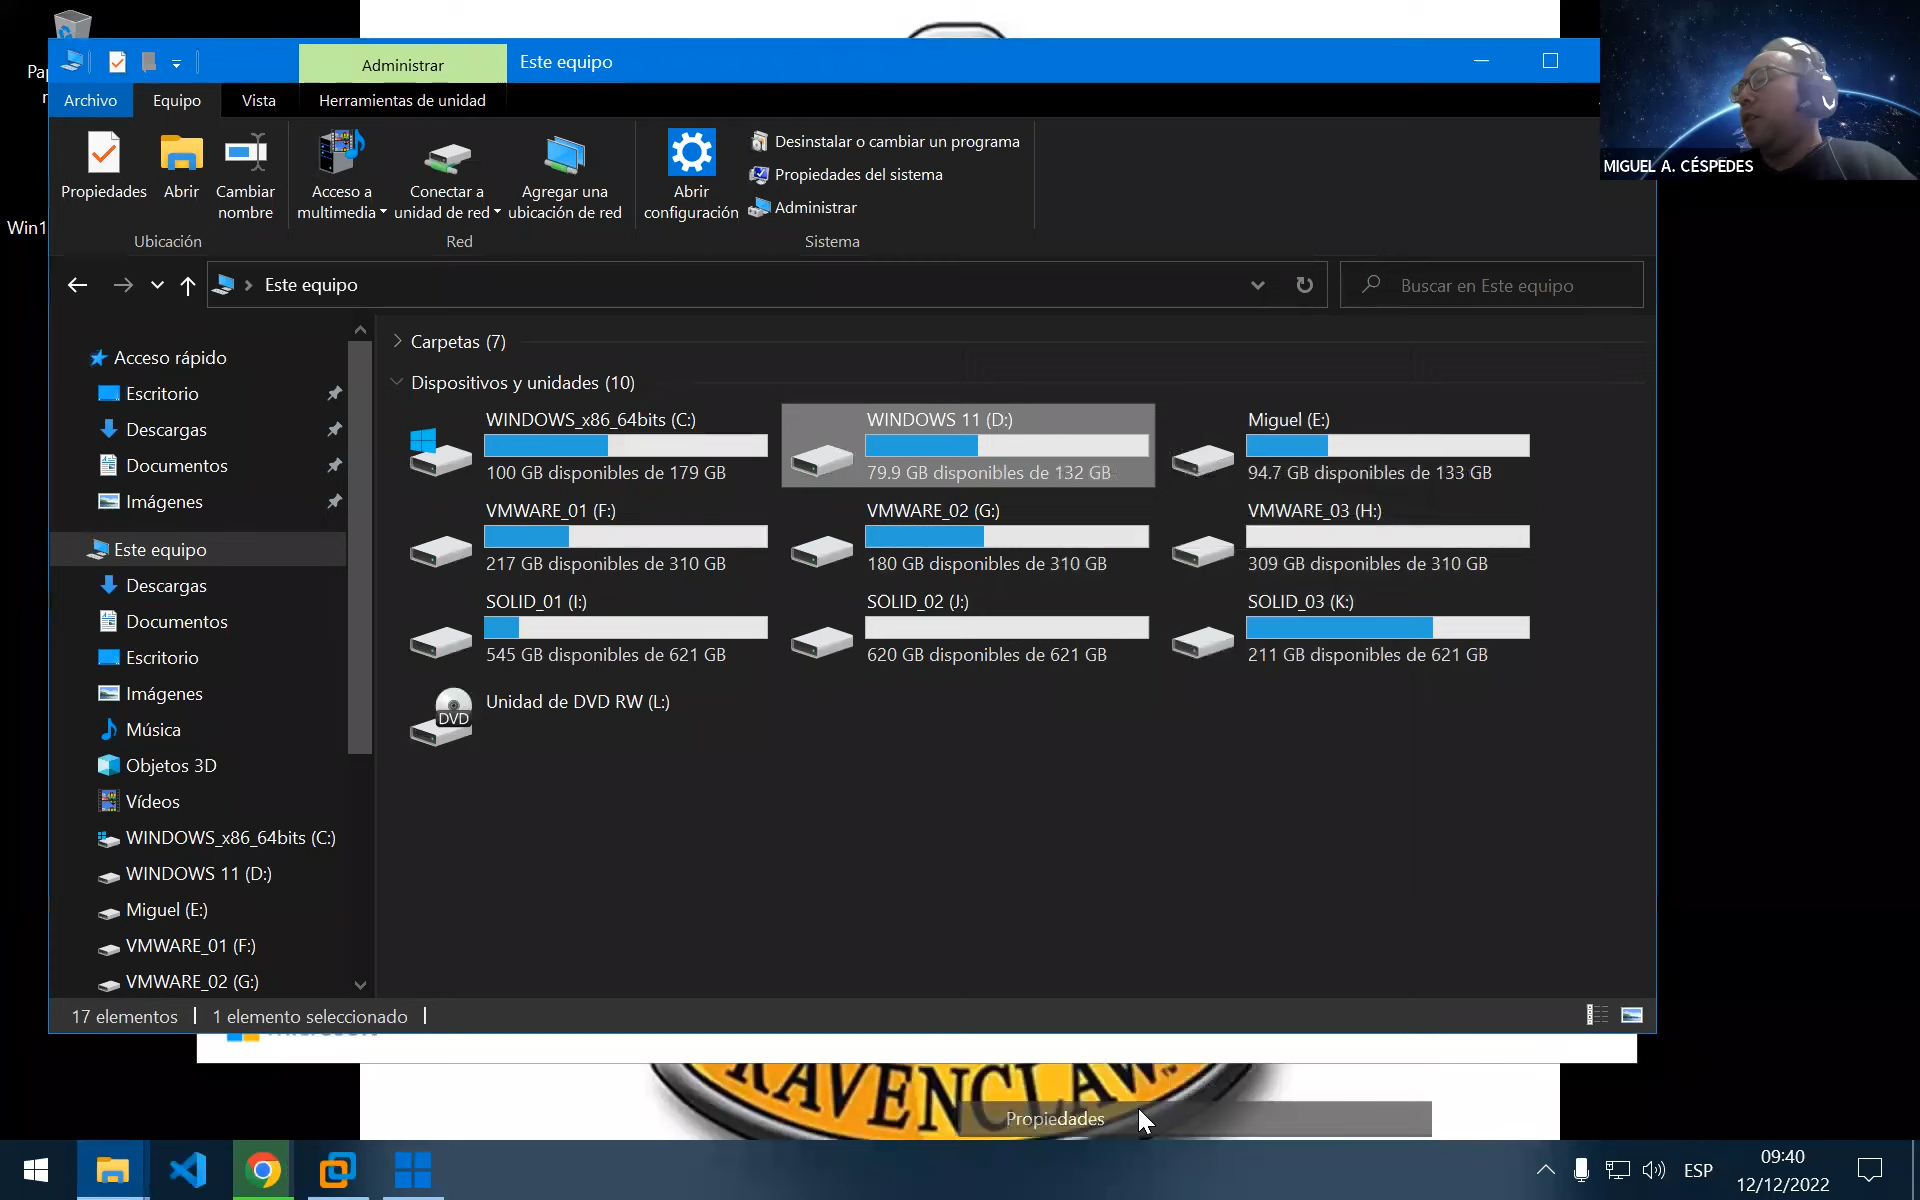 Administrar
Este equipo
Archivo
Equipo
Vista
Herramientas de unidad
MIGUEL A. CÉSPEDES
Propiedades
Abrir
Cambiar
nombre
Acceso a
multimedia
Conectar a
unidad de red
Agregar una
ubicación de red
Abrir
configuración
Desinstalar o cambiar un programa
Propiedades del sistema
Administrar
Ubicación
Red
Sistema
Este equipo
Buscar en Este equipo
Win1
Acceso rápido
Escritorio
Descargas
Documentos
Imágenes
Este equipo
Descargas
Documentos
Escritorio
Imágenes
Música
Objetos 3D
Vídeos
WINDOWS_x86_64bits (C:)
WINDOWS 11 (D:)
Miguel (E:)
VMWARE_01 (F:)
VMWARE_02 (G:)
Carpetas (7)
Dispositivos y unidades (10)
WINDOWS_x86_64bits (C:)
100 GB disponibles de 179 GB
WINDOWS 11 (D:)
79.9 GB disponibles de 132 GB
Miguel (E:)
94.7 GB disponibles de 133 GB
VMWARE_01 (F:)
217 GB disponibles de 310 GB
VMWARE_02 (G:)
180 GB disponibles de 310 GB
VMWARE_03 (H:)
309 GB disponibles de 310 GB
SOLID_01 (I:)
545 GB disponibles de 621 GB
SOLID_02 (J:)
620 GB disponibles de 621 GB
SOLID_03 (K:)
211 GB disponibles de 621 GB
DVD
Unidad de DVD RW (L:)
17 elementos
1 elemento seleccionado
RAVENCLAW
Propiedades
ESP
09:40
12/12/2022